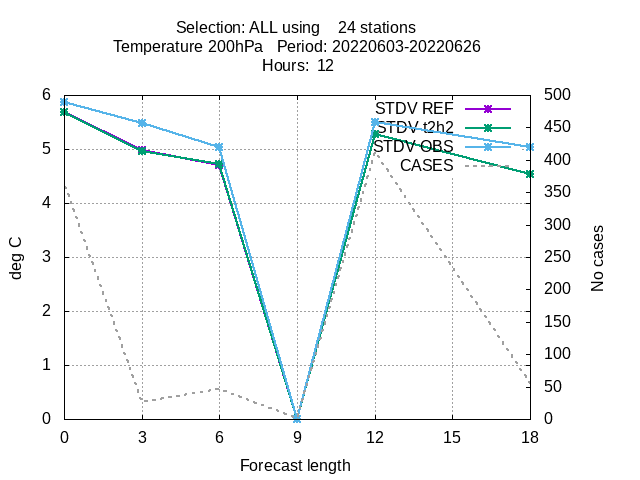 Selection: ALL using    24 stations
Temperature 200hPa   Period: 20220603-20220626
Hours:  12
STDV REF
STDV t2h2
STDV OBS
CASES
deg C
6
5
4
3
2
1
0
No cases
500
450
400
350
300
250
200
150
100
50
0
0 3 6 9 12 15 18
Forecast length